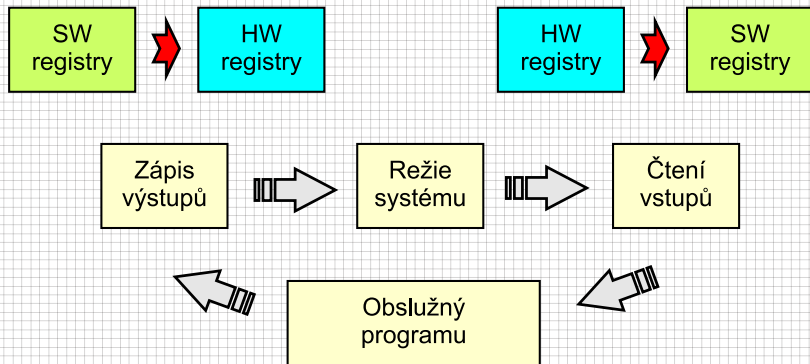 SW
registry
HW
registry
HW
registry
SW
registry
Zápis
výstupů
Režie
systému
Čtení
vstupů
Obslužný
programu